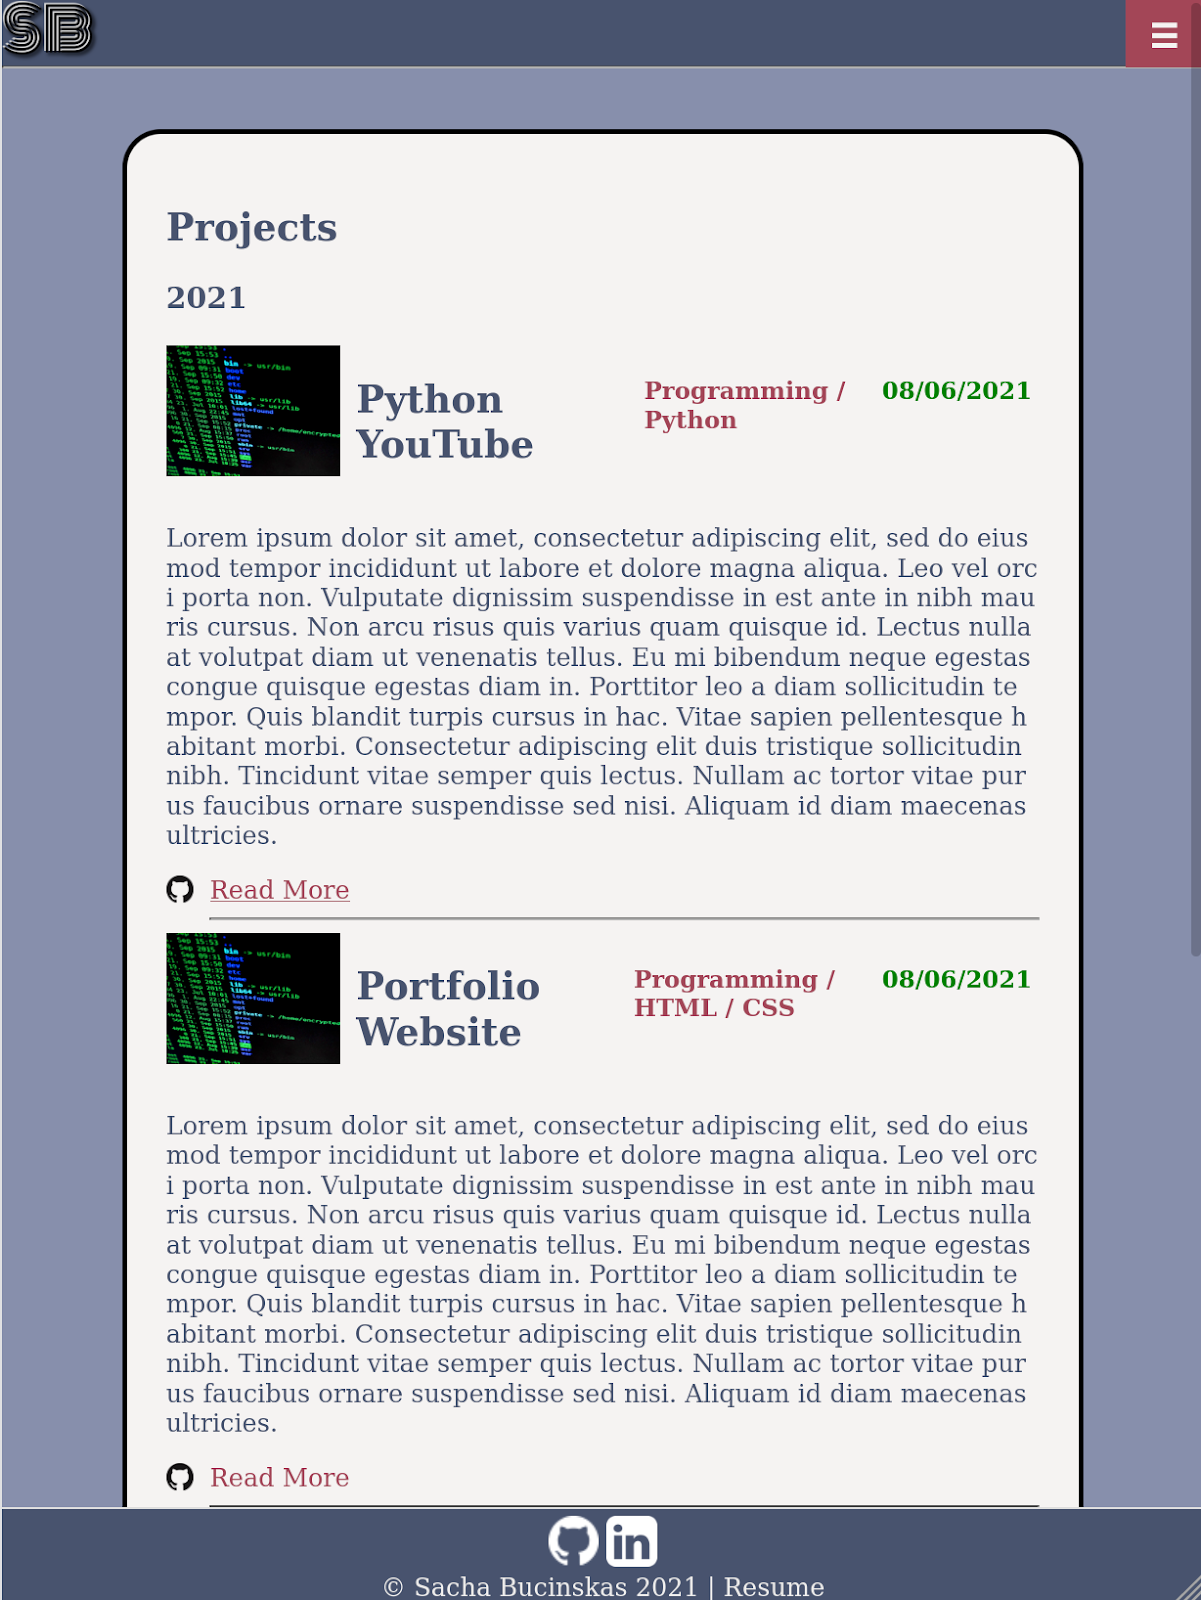 SB
☰
Projects
2021
Python
YouTube
Programming /
Python
08/06/2021
Lorem ipsum dolor sit amet, consectetur adipiscing elit, sed do eius
mod tempor incididunt ut labore et dolore magna aliqua. Leo vel orc
i porta non. Vulputate dignissim suspendisse in est ante in nibh mau
ris cursus. Non arcu risus quis varius quam quisque id. Lectus nulla
at volutpat diam ut venenatis tellus. Eu mi bibendum neque egestas
congue quisque egestas diam in. Porttitor leo a diam sollicitudin te
mpor. Quis blandit turpis cursus in hac. Vitae sapien pellentesque h
abitant morbi. Consectetur adipiscing elit duis tristique sollicitudin
nibh. Tincidunt vitae semper quis lectus. Nullam ac tortor vitae pur
us faucibus ornare suspendisse sed nisi. Aliquam id diam maecenas
ultricies.
Read More
Portfolio
Website
Programming /
HTML / CSS
08/06/2021
Lorem ipsum dolor sit amet, consectetur adipiscing elit, sed do eius
mod tempor incididunt ut labore et dolore magna aliqua. Leo vel orc
i porta non. Vulputate dignissim suspendisse in est ante in nibh mau
ris cursus. Non arcu risus quis varius quam quisque id. Lectus nulla
at volutpat diam ut venenatis tellus. Eu mi bibendum neque egestas
congue quisque egestas diam in. Porttitor leo a diam sollicitudin te
mpor. Quis blandit turpis cursus in hac. Vitae sapien pellentesque h
abitant morbi. Consectetur adipiscing elit duis tristique sollicitudin
nibh. Tincidunt vitae semper quis lectus. Nullam ac tortor vitae pur
us faucibus ornare suspendisse sed nisi. Aliquam id diam maecenas
ultricies.
Read More
in
© Sacha Bucinskas 2021 | Resume